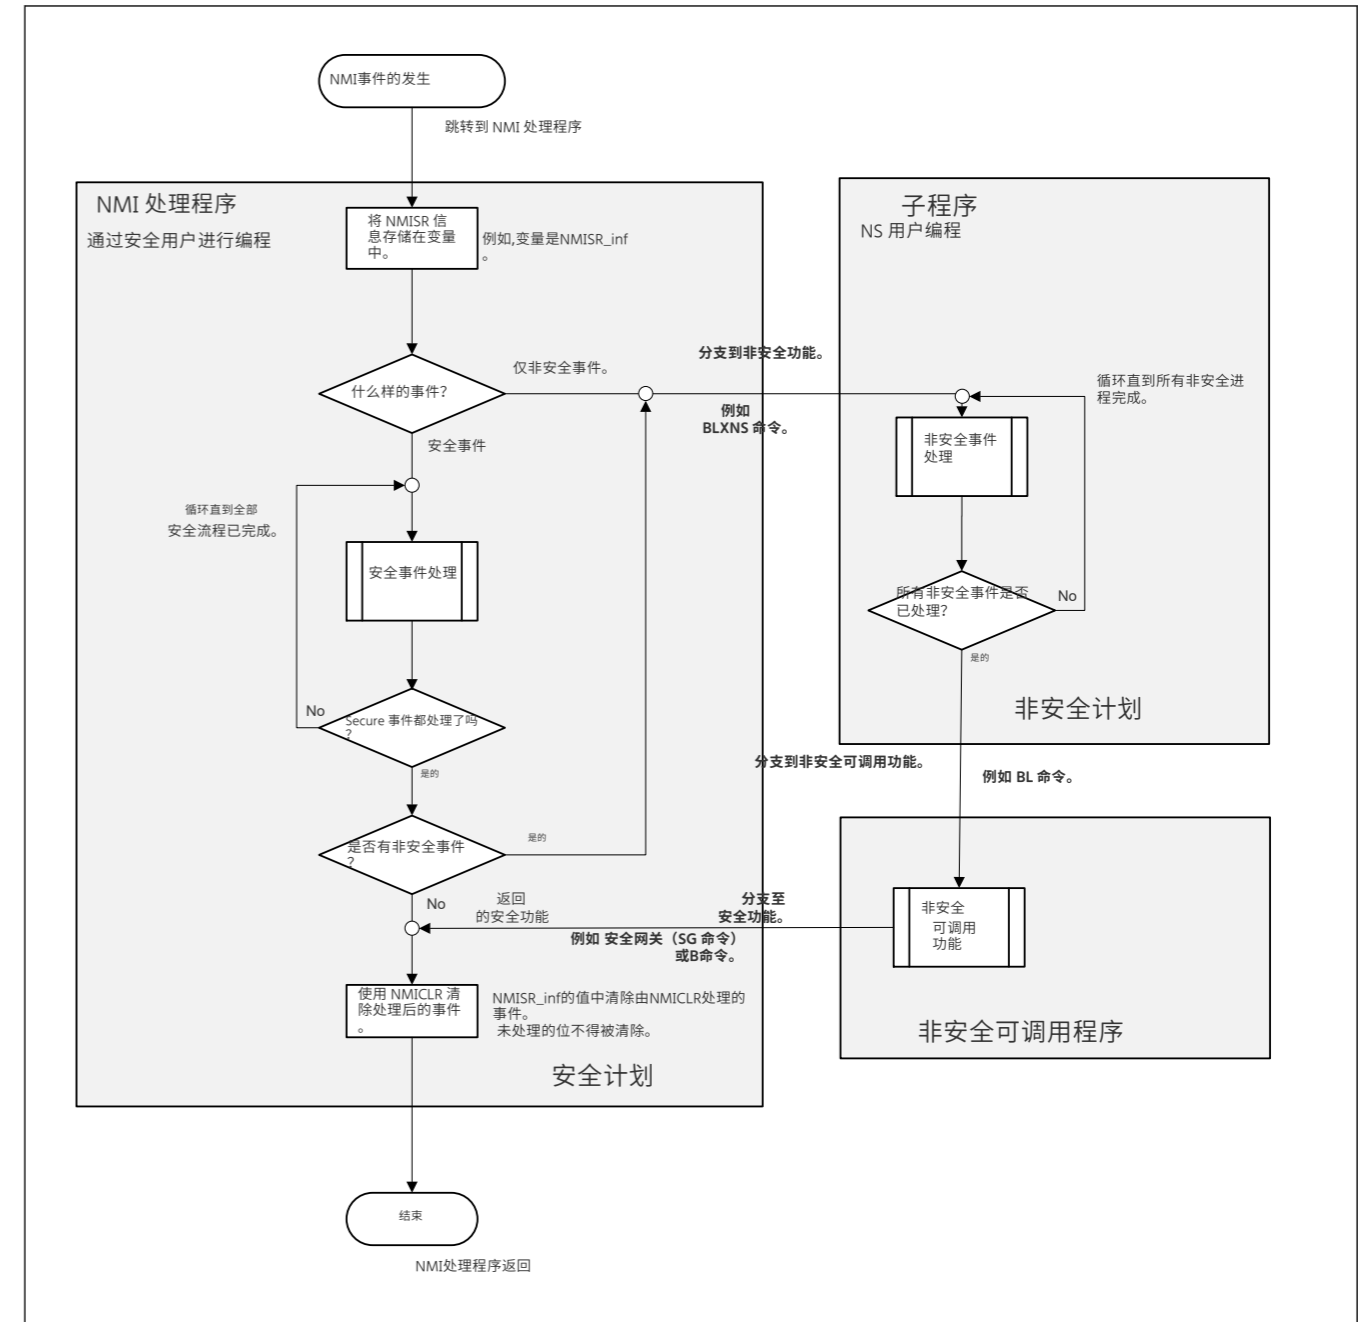 NMI事件的发生
跳转到 NMI 处理程序
NMI 处理程序
通过安全用户进行编程
将 NMISR 信
息存储在变量
中。
例如,变量是NMISR_inf
。
子程序
NS 用户编程
什么样的事件?
仅非安全事件。
分支到非安全功能。
例如
BLXNS 命令。
循环直到所有非安全进
程完成。
非安全事件
处理
安全事件
循环直到全部
安全流程已完成。
安全事件处理
所有非安全事件是否
已处理?
No
是的
非安全计划
No
Secure 事件都处理了吗
?
是的
分支到非安全可调用功能。
例如 BL 命令。
是否有非安全事件
?
是的
No
返回
的安全功能
分支至
安全功能。
例如 安全网关（SG 命令）
或B命令。
非安全
可调用
功能
使用 NMICLR 清
除处理后的事件
。
NMISR_inf的值中清除由NMICLR处理的
事件。
未处理的位不得被清除。
非安全可调用程序
安全计划
结束
NMI处理程序返回